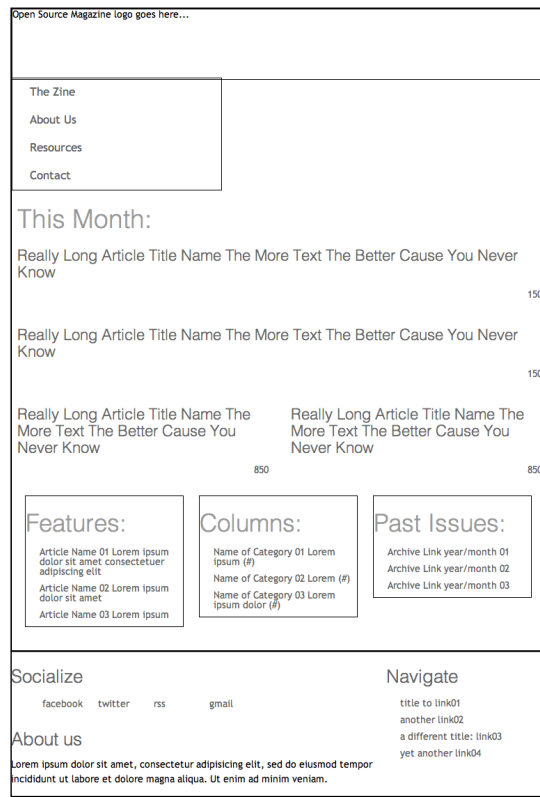 Open Source Magazine logo goes here...
The Zine
About Us
Resources
Contact
This Month:
Really Long Article Title Name The More Text The Better Cause You Never
Know
150
Really Long Article Title Name The More Text The Better Cause You Never
Know
150
Really Long Article Title Name The
More Text The Better Cause You
Never Know
850
Really Long Article Title Name The
More Text The Better Cause You
Never Know
850
Features:
Article Name 01 Lorem ipsum
dolor sit amet consectetuer
adipiscing elit
Article Name 02 Lorem ipsum
dolor sit amet
Article Name 03 Lorem ipsum
Columns:
Name of Category 01 Lorem
ipsum (#)
Name of Category 02 Lorem (#)
Name of Category 03 Lorem
ipsum dolor (#)
Past Issues:
Archive Link year/month 01
Archive Link year/month 02
Archive Link year/month 03
Socialize
facebook twitter rss gmail
About us
Lorem ipsum dolor sit amet, consectetur adipisicing elit, sed do eiusmod tempor
incididunt ut labore et dolore magna aliqua. Ut enim ad minim veniam.
Navigate
title to link01
another link02
a different title: link03
yet another link04